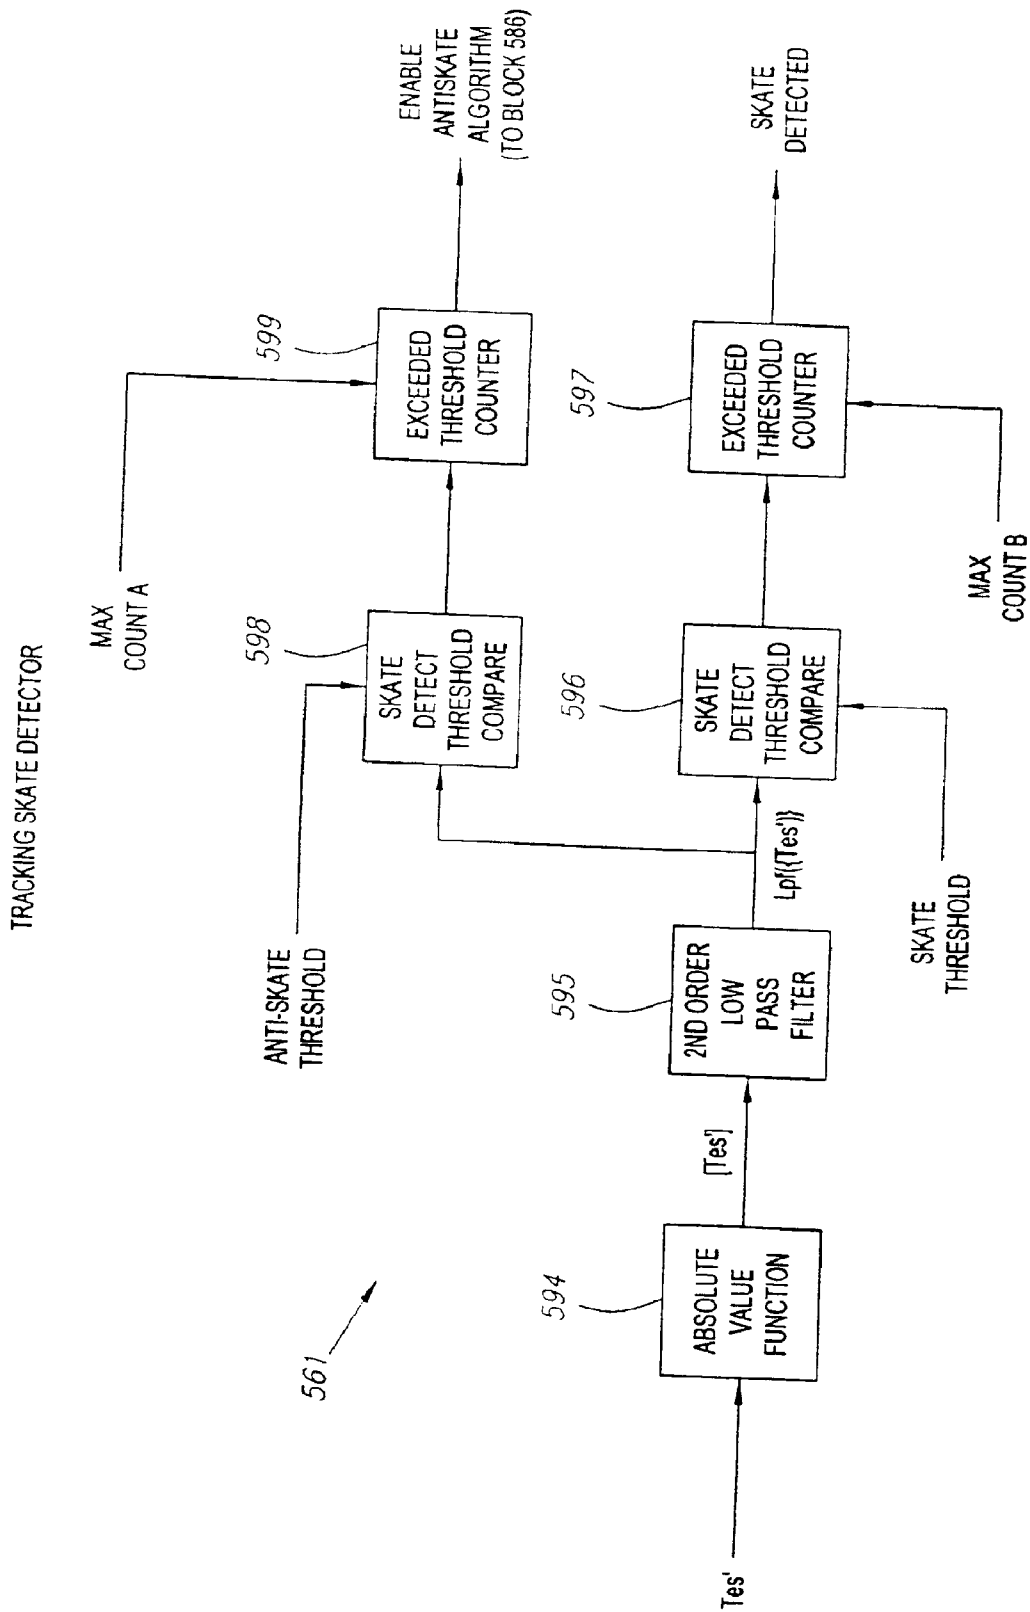 TRACKING SKATE DETECTOR
MAX
COUNT A
599
EXCEEDED
THRESHOLD
COUNTER
ENABLE
ANTISKATE
ALGORITHM
(TO BLOCK 586)
ANTI-SKATE
THRESHOLD
598
SKATE
DETECT
THRESHOLD
COMPARE
561
Tes'
594
ABSOLUTE
VALUE
FUNCTION
[Tes']
595
2ND ORDER
LOW
PASS
FILTER
Lpf({Tes')}
596
SKATE
DETECT
THRESHOLD
COMPARE
SKATE
THRESHOLD
597
EXCEEDED
THRESHOLD
COUNTER
SKATE
DETECTED
MAX
COUNT B